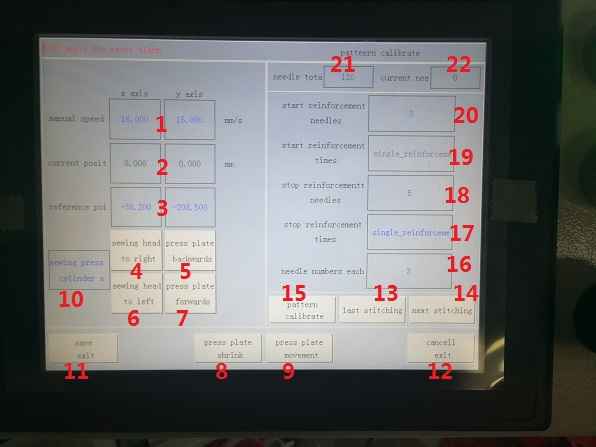 apply for reset alarm
patteern calibrate
21
22
needle tota
120
current nee
0
x axis
y axis
manual speed
16.000
1
16.000
mm/s
start reinforcement
needles
3
20
current posit
0.000
2
0.000
mm
start reinforcement
times
single_reinforceme
19
reference poi
-38.200
3
-208.500
stop reinforcementt
needles
5
18
stop reinforcement
times
single_reinforceme
17
sewing press
cylinder s
10
sewing head
to right
4
press plate
backwards
5
needle numbers each
3
16
sewing head
to left
6
press plate
forwards
7
15
13
14
pattern
calibrate
last stitching
next stitching
save
exit
11
press plate
shrink
8
press plate
movement
9
cancell
exit
12